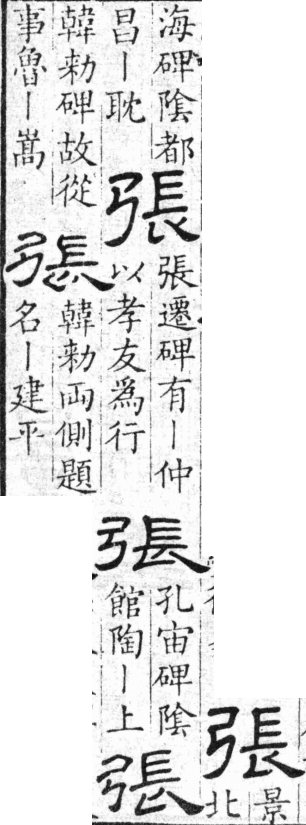 張
景
北
海碑陰都
昌丨耽
張
張遷碑有丨仲
以孝友爲行
張
孔宙碑陰
館陶丨上
張
韓勑碑故從
事魯丨嵩
張
韓勑兩側題
名丨建平